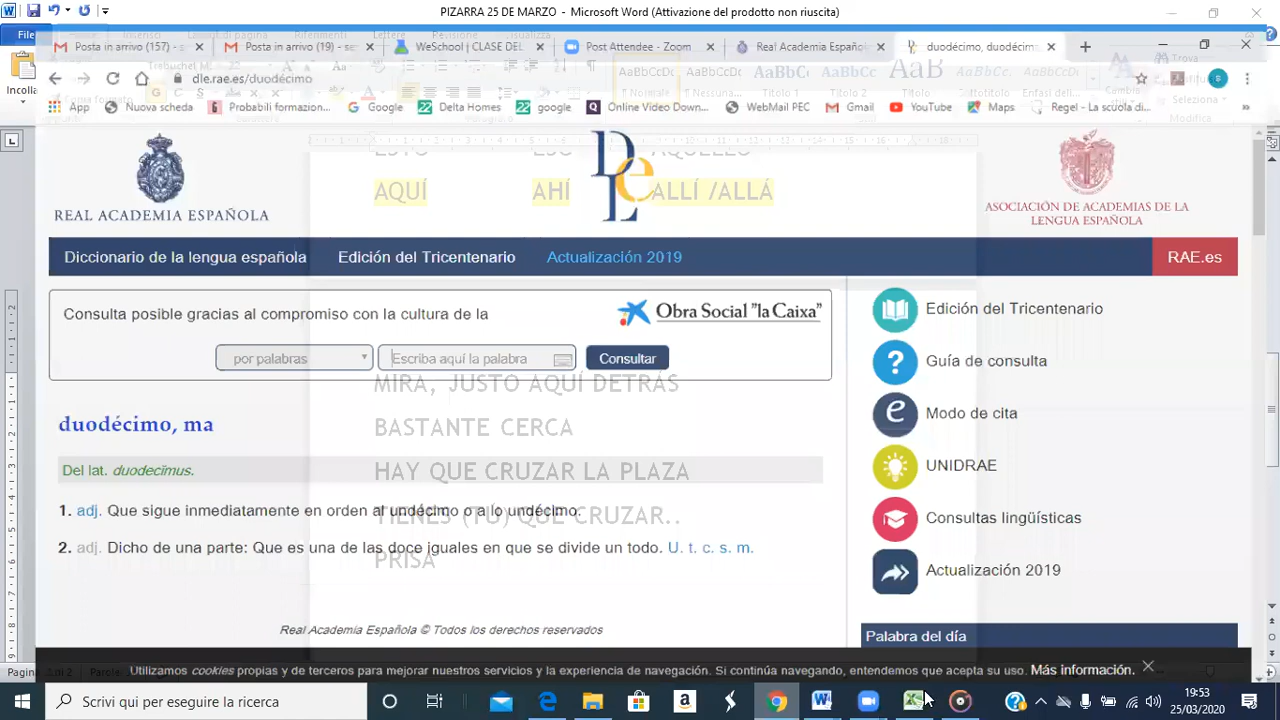 PIZARRA 25 DE MARZO - Microsoft Word (Attivazione del prodotto non riuscita)
File
Posta in arrivo (157) - s
Posta in arrivo (19) - se
WeSchool | CLASE DEL
Post Attendee - Zoom
Real Academia Española
duodécimo, duodécima
dle.rae.es/duodécimo
Incolla
App
Nuova scheda
Probabili formazion...
Google
Delta Homes
google
Online Video Down...
WebMAIL PEC
Gmail
YouTube
Maps
Regel - La scuola di...
ESTO ESO AQUELLO
AQUÍ AHÍ ALLÍ /ALLÁ
REAL ACADEMIA ESPAÑOLA
DLe
ASOCIACIÓN DE ACADEMIAS DE LA
LENGUA ESPAÑOLA
Diccionario de la lengua española
Edición del Tricentenario
Actualización 2019
RAE.es
Consulta posible gracias al compromiso con la cultura de la
Obra Social "la Caixa"
por palabras
Escriba aquí la palabra
Consultar
MIRA, JUSTO AQUÍ DETRÁS
BASTANTE CERCA
HAY QUE CRUZAR LA PLAZA
TIENES (TÚ) QUE CRUZAR..
PRISA
duodécimo, ma
Del lat. duodecĭmus.
1. adj. Que sigue inmediatamente en orden al undécimo o a lo undécimo.
2. adj. Dicho de una parte: Que es una de las doce iguales en que se divide un todo. U. t. c. s. m.
Real Academia Española © Todos los derechos reservados
Edición del Tricentenario
Guía de consulta
Modo de cita
UNIDRAE
Consultas lingüísticas
Actualización 2019
Palabra del día
Utilizamos cookies propias y de terceros para mejorar nuestros servicios y la experiencia de navegación. Si continúa navegando, entendemos que acepta su uso. Más información.
Scrivi qui per eseguire la ricerca
19:53
25/03/2020